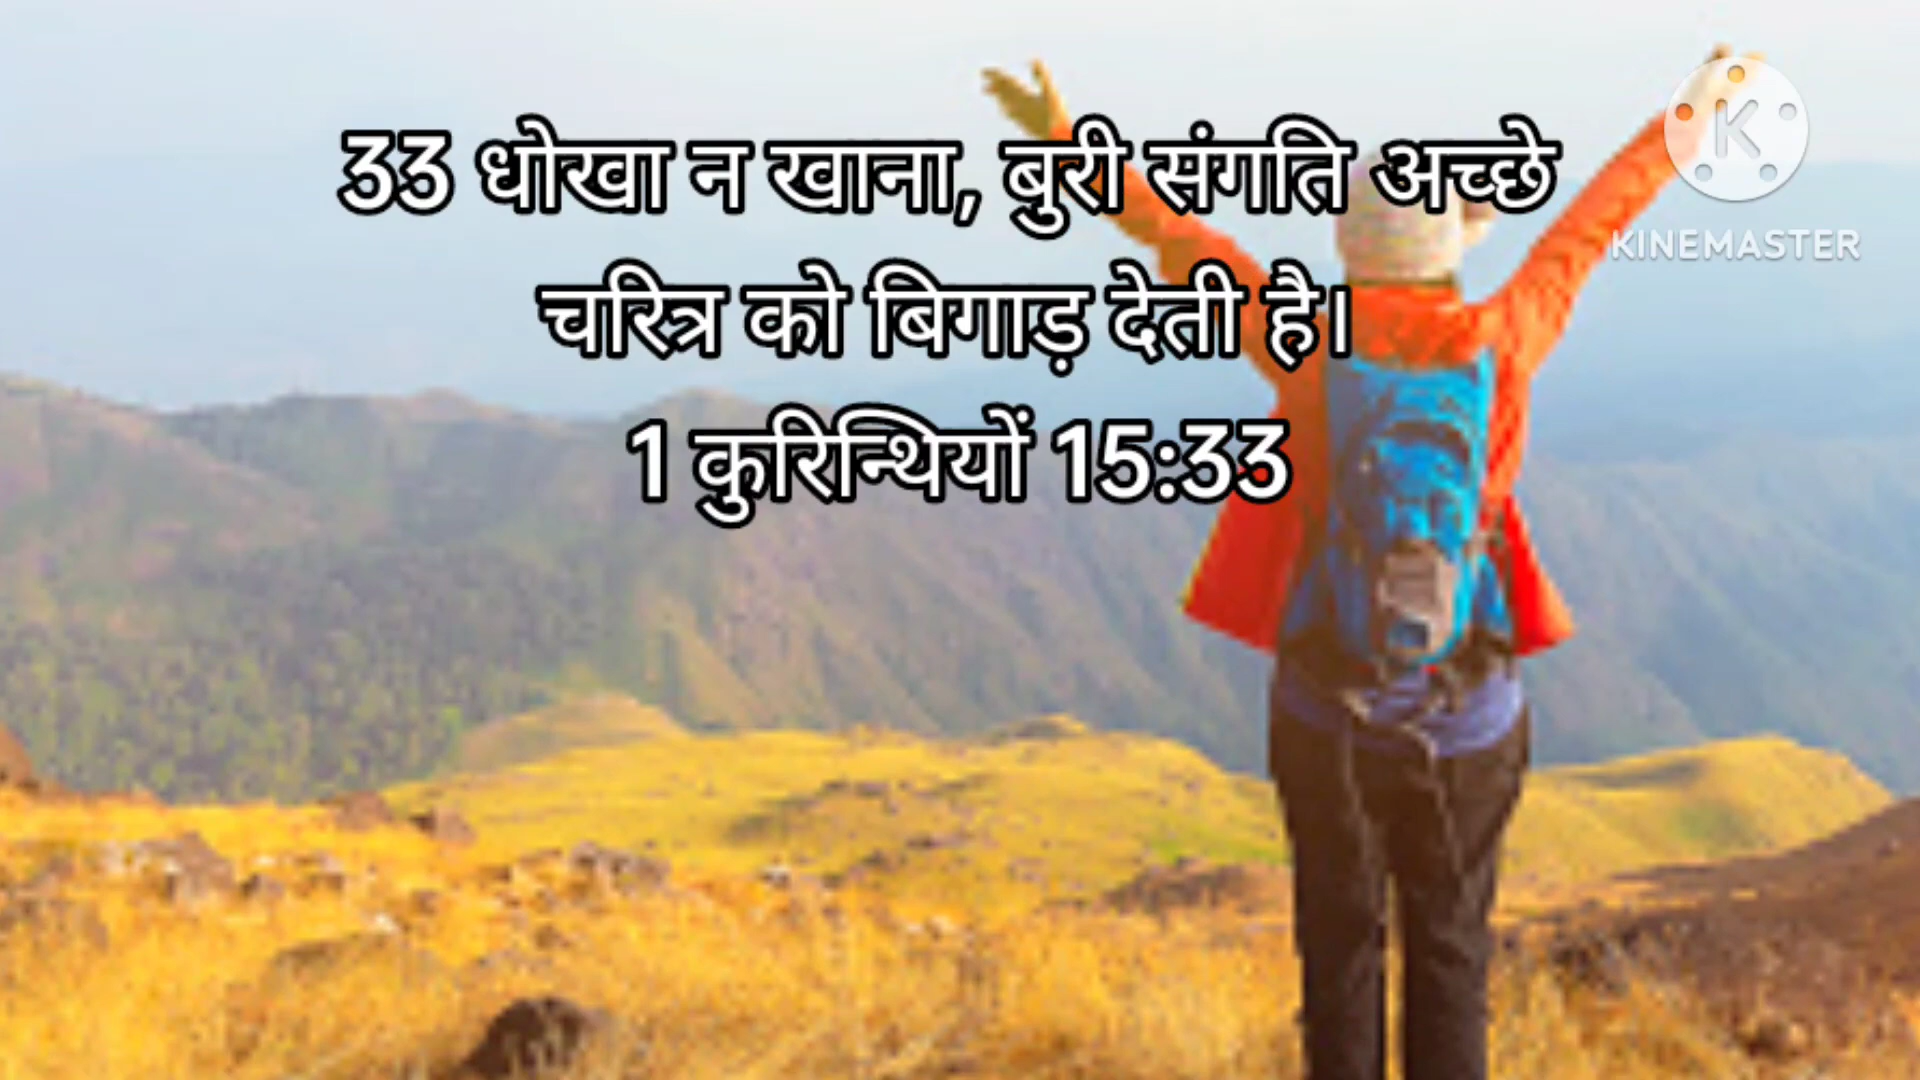 33 धोखा न खाना, बुरी संगति अच्छे
चरित्र को बिगाड़ देती है।
1 कुरिन्थियों 15:33
K
KINEMASTER